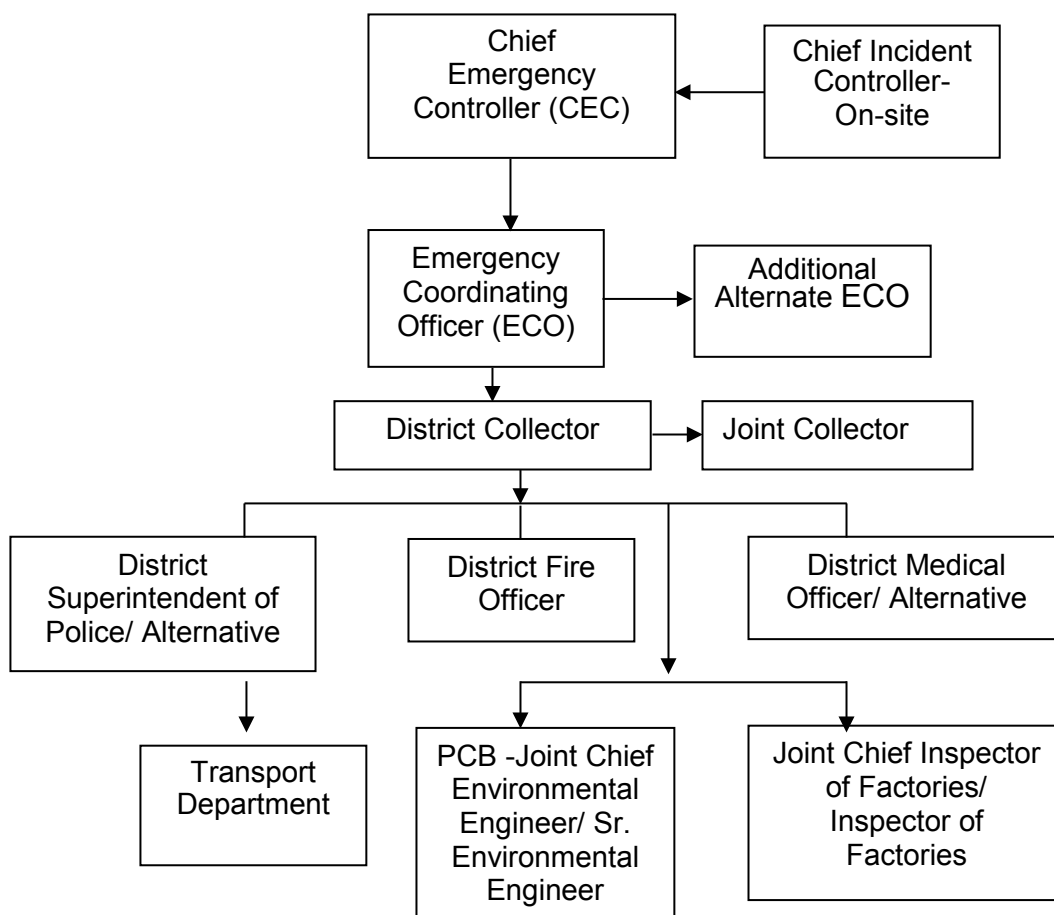 Chief
Emergency
Controller (CEC)
Chief Incident
Controller-
On-site
Emergency
Coordinating
Officer (ECO)
Additional
Alternate ECO
District Collector
Joint Collector
District
Superintendent of
Police/ Alternative
District Fire
Officer
District Medical
Officer/ Alternative
Transport
Department
PCB -Joint Chief
Environmental
Engineer/ Sr.
Environmental
Engineer
Joint Chief Inspector
of Factories/
Inspector of
Factories